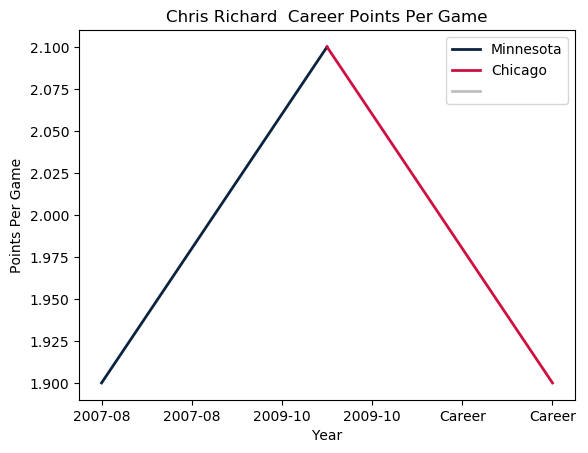 Chris Richard  Career Points Per Game
Minnesota
Chicago
Points Per Game
2.100
2.075
2.050
2.025
2.000
1.975
1.950
1.925
1.900
2007-08 2007-08 2009-10 2009-10 Career Career
Year